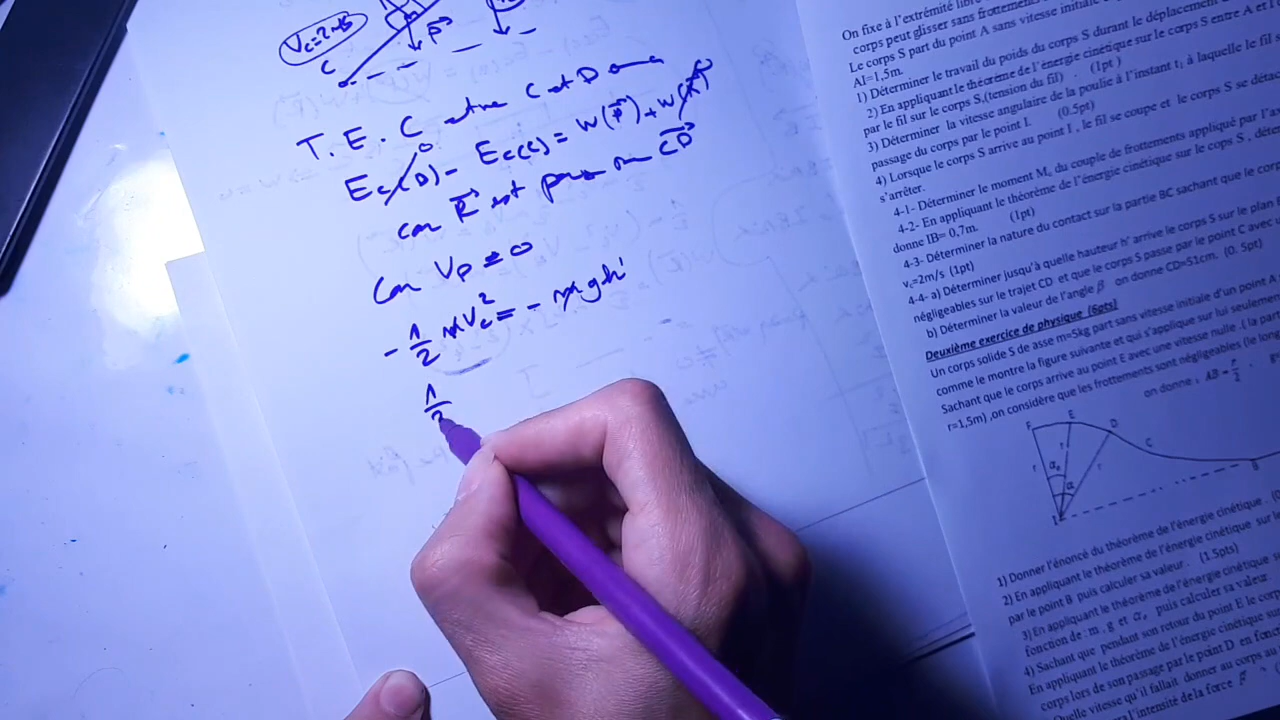 Vc=2m/s
C
m
P
T. E. C entre C et D on a
Ec(D) - Ec(C) = W(P) + W(R)
0
0
car R est perp sur CD
car VD = 0
- 1/2 m Vc² = - mgh'
1/2
On fixe à l'extrémité
corps peut glisser sans frottements
Le corps S part du point A sans vitesse initiale
AI=1,5m.
1) Déterminer le travail du poids du corps S durant le déplacement
2) En appliquant le théorème de l'énergie cinétique sur le corps S entre A et I
par le fil sur le corps S,(tension du fil) . (1pt )
3) Déterminer la vitesse angulaire de la poulie à l'instant t₁ à laquelle le fil
passage du corps par le point I. (0.5pt)
4) Lorsque le corps S arrive au point I , le fil se coupe et le corps S se
s'arrêter.
4-1- Déterminer le moment Mc du couple de frottements appliqué par
4-2- En appliquant le théorème de l'énergie cinétique sur le corps S ,
donne IB= 0,7m. (1pt)
4-3- Déterminer la nature du contact sur la partie BC sachant que le
vc=2m/s (1pt)
4-4- a) Déterminer jusqu'à quelle hauteur h' arrive le corps S sur le plan
négligeables sur le trajet CD et que le corps S passe par le point C avec
b) Déterminer la valeur de l'angle β on donne CD=51cm. (0. 5pt)
Deuxième exercice de physique (6pts)
Un corps solide S de asse m=5kg part sans vitesse initiale d'un point A
comme le montre la figure suivante et qui s'applique sur lui
Sachant que le corps arrive au point E avec une vitesse nulle .( la
r=1,5m) ,on considère que les frottements sont négligeables
on donne : AB = r/2
F
E
D
C
B
r
r
r
α
I
1) Donner l'énoncé du théorème de l'énergie cinétique .
2) En appliquant le théorème de l'énergie cinétique sur
par le point B puis calculer sa valeur . (1.5pts)
3) En appliquant le théorème de l'énergie cinétique
fonction de : m , g et puis calculer sa valeur .
4) Sachant que pendant son retour du point E le
En appliquant le théorème de l'énergie cinétique
corps lors de son passage par le point D en
Quelle vitesse qu'il fallait donner au corps au
l'intensité de la force F